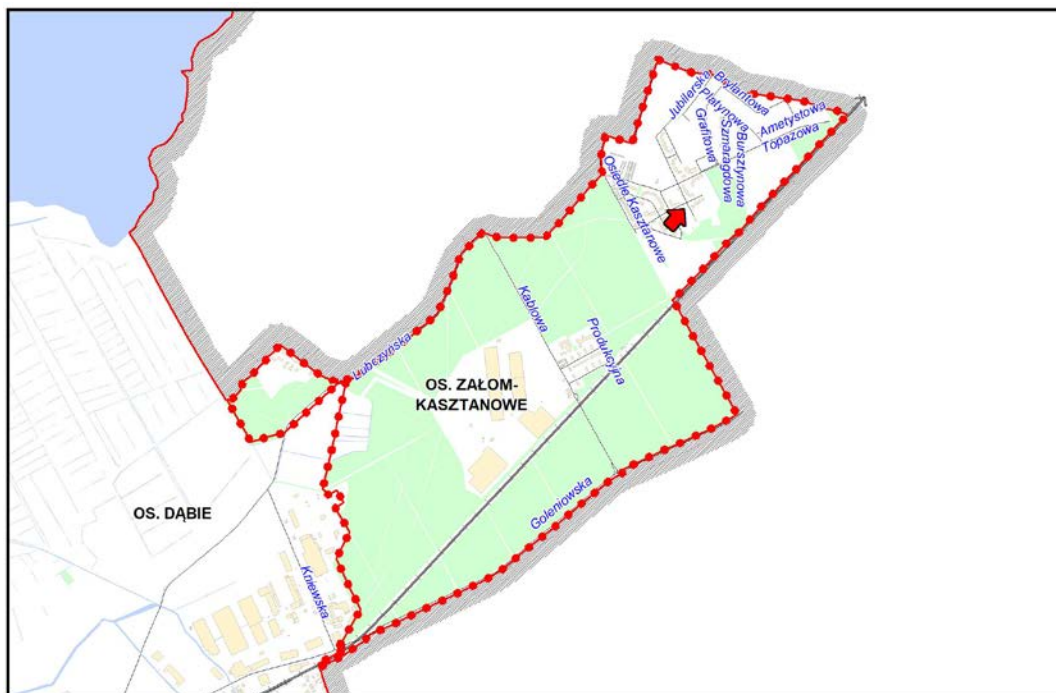 Jubilerska
Brylantowa
Platynowa
Grafitowa
Szmaragdowa
Bursztynowa
Ametystowa
Topazowa
Osiedle Kasztanowe
Kablowa
Produkcyjna
Lubczyńska
OS. ZAŁOM-
KASZTANOWE
Goleniowska
OS. DĄBIE
Kniewska